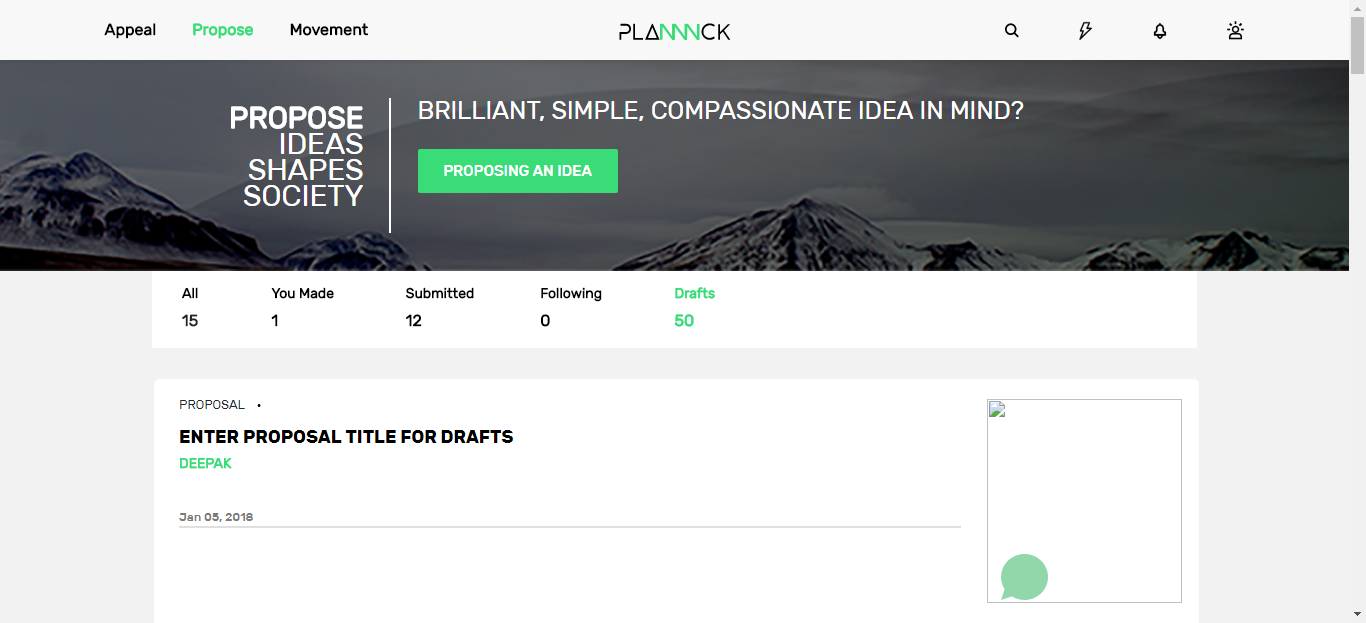 Appeal Propose Movement PLANNNCK
PROPOSE
IDEAS
SHAPES
SOCIETY
BRILLIANT, SIMPLE, COMPASSIONATE IDEA IN MIND?
PROPOSING AN IDEA
All You Made Submitted Following Drafts
15 1 12 0 50
PROPOSAL •
ENTER PROPOSAL TITLE FOR DRAFTS
DEEPAK
Jan 05, 2018